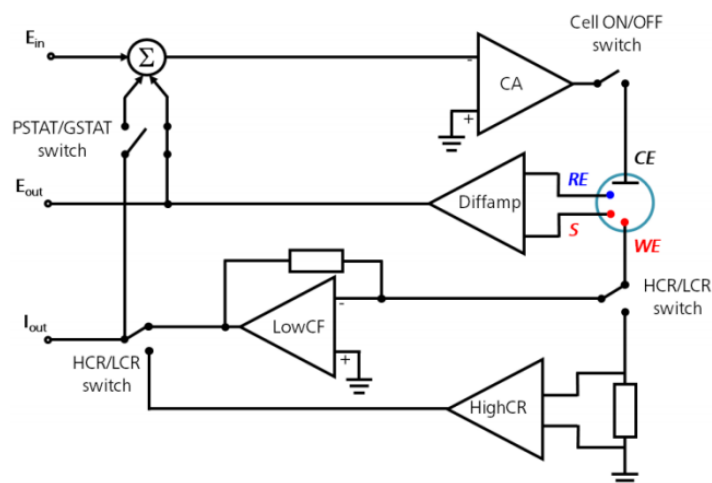 Cell ON/OFF
switch
Ein
Σ
-
CA
+
PSTAT/GSTAT
switch
CE
Eout
Diffamp
RE
S
WE
HCR/LCR
switch
-
LowCF
+
Iout
HCR/LCR
switch
HighCR